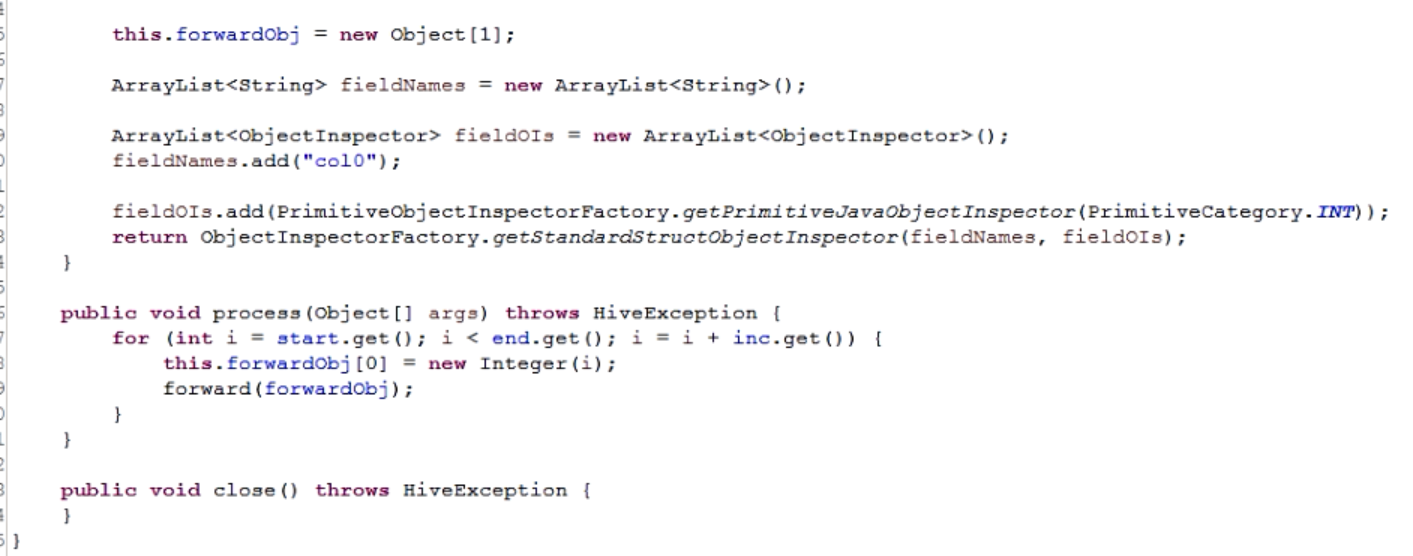 this.forwardObj = new Object[1];
ArrayList<String> fieldNames = new ArrayList<String>();
ArrayList<ObjectInspector> fieldOIs = new ArrayList<ObjectInspector>();
fieldNames.add("col0");
fieldOIs.add(PrimitiveObjectInspectorFactory.getPrimitiveJavaObjectInspector(PrimitiveCategory.INT));
return ObjectInspectorFactory.getStandardStructObjectInspector(fieldNames, fieldOIs);
}
public void process(Object[] args) throws HiveException {
for (int i = start.get(); i < end.get(); i = i + inc.get()) {
this.forwardObj[0] = new Integer(i);
forward(forwardObj);
}
}
public void close() throws HiveException {
}
}